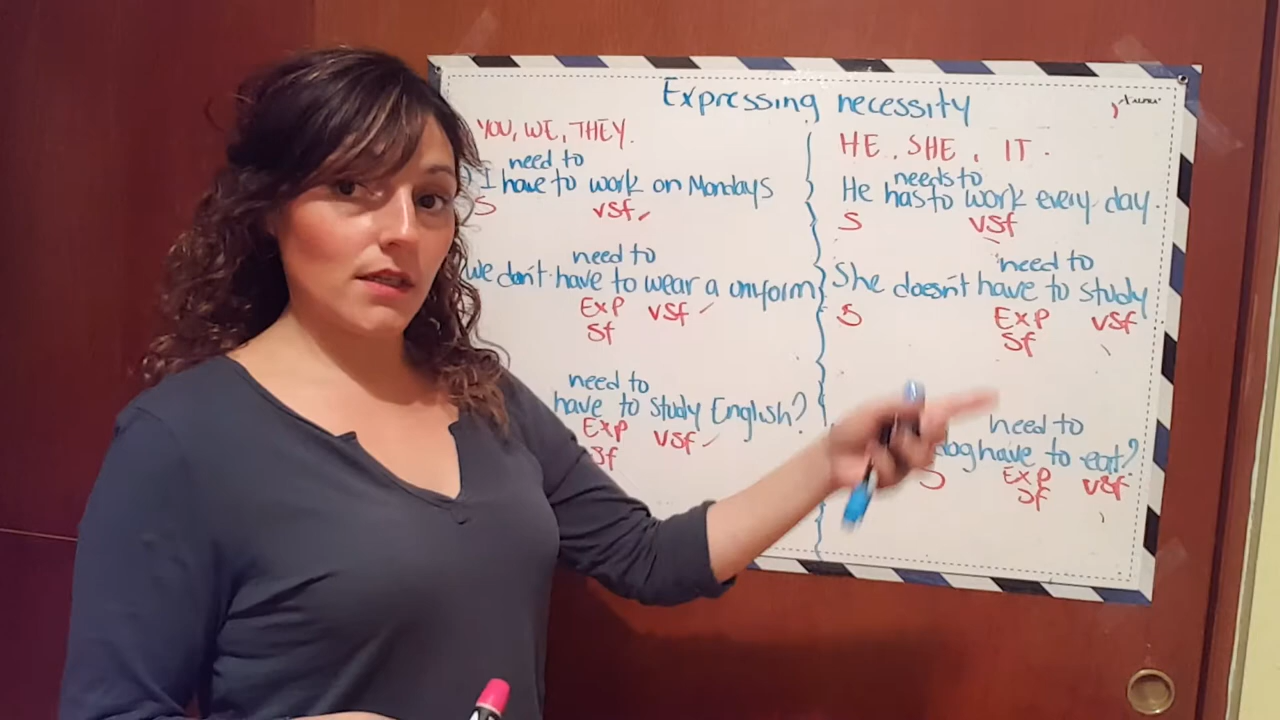 Expressing necessity
ALPHA
YOU, WE, THEY.
need to
I have to work on Mondays
S vsf
need to
we don't have to wear a uniform
Exp vsf
sf
need to
have to study English?
Exp vsf
sf
HE, SHE, IT.
needs to
He has to work every day.
S vsf
need to
She doesn't have to study
S Exp vsf
sf
need to
dog have to eat?
S Exp vsf
sf